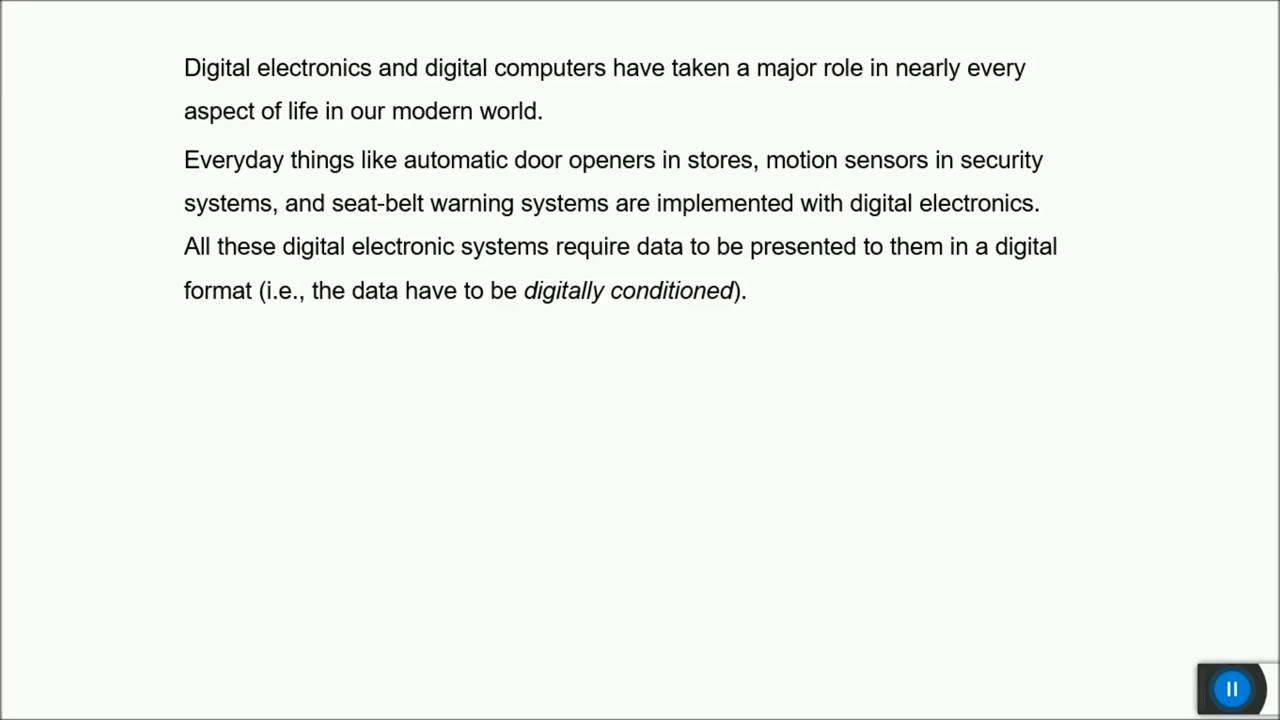 Digital electronics and digital computers have taken a major role in nearly every
aspect of life in our modern world.
Everyday things like automatic door openers in stores, motion sensors in security
systems, and seat-belt warning systems are implemented with digital electronics.
All these digital electronic systems require data to be presented to them in a digital
format (i.e., the data have to be digitally conditioned).